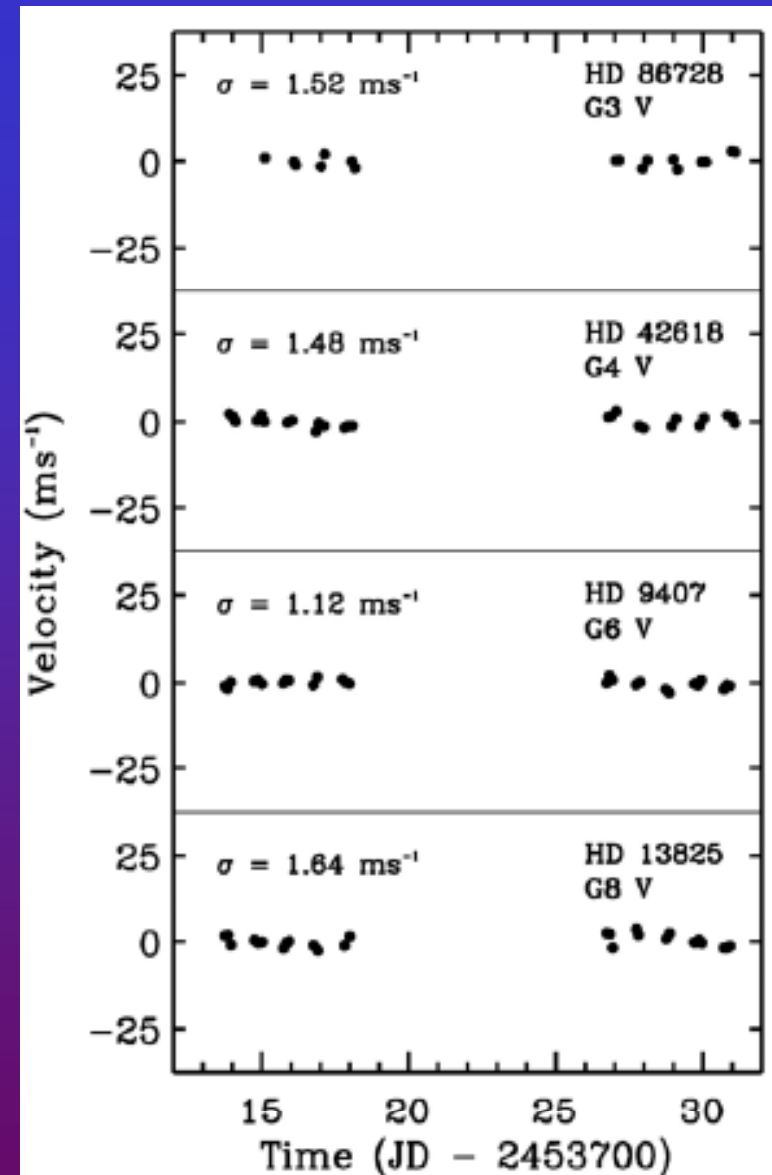 25
σ = 1.52 ms⁻¹
HD 86728
G3 V
0
−25
25
σ = 1.48 ms⁻¹
HD 42618
G4 V
0
−25
25
σ = 1.12 ms⁻¹
HD 9407
G6 V
0
−25
25
σ = 1.64 ms⁻¹
HD 13825
G8 V
0
−25
Velocity (ms⁻¹)
15 20 25 30
Time (JD − 2453700)